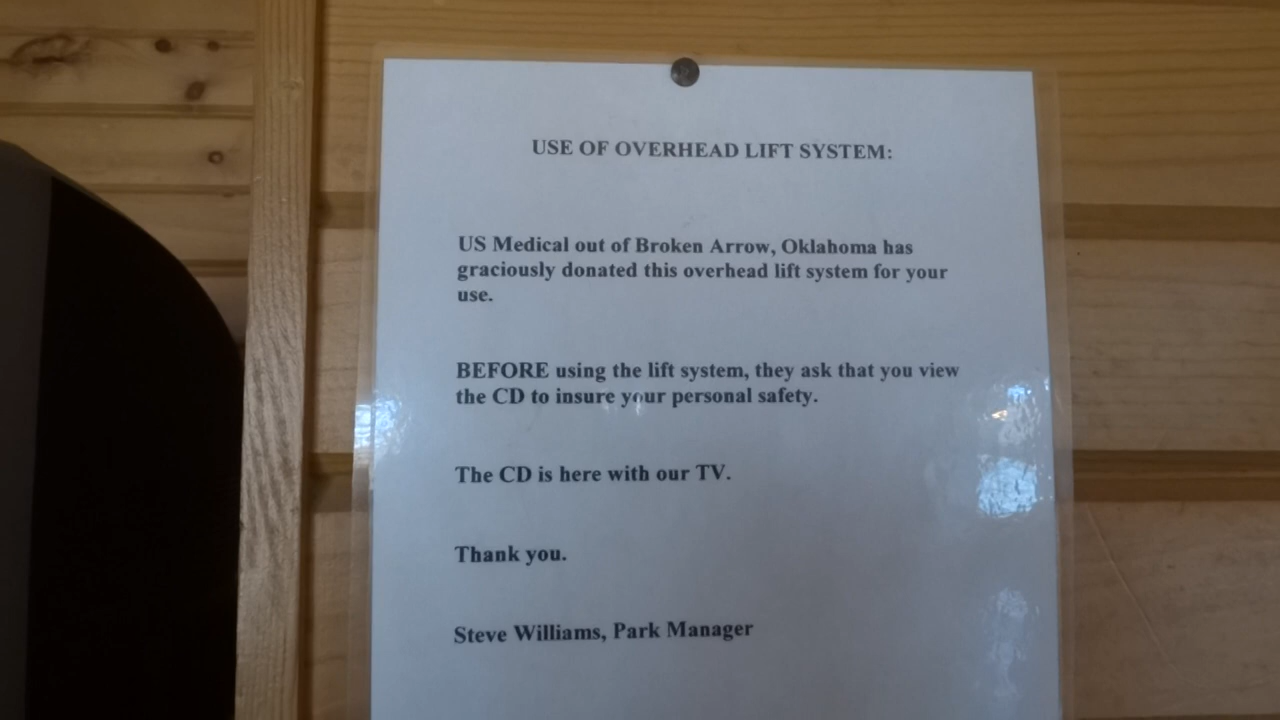 USE OF OVERHEAD LIFT SYSTEM:
US Medical out of Broken Arrow, Oklahoma has
graciously donated this overhead lift system for your
use.
BEFORE using the lift system, they ask that you view
the CD to insure your personal safety.
The CD is here with our TV.
Thank you.
Steve Williams, Park Manager